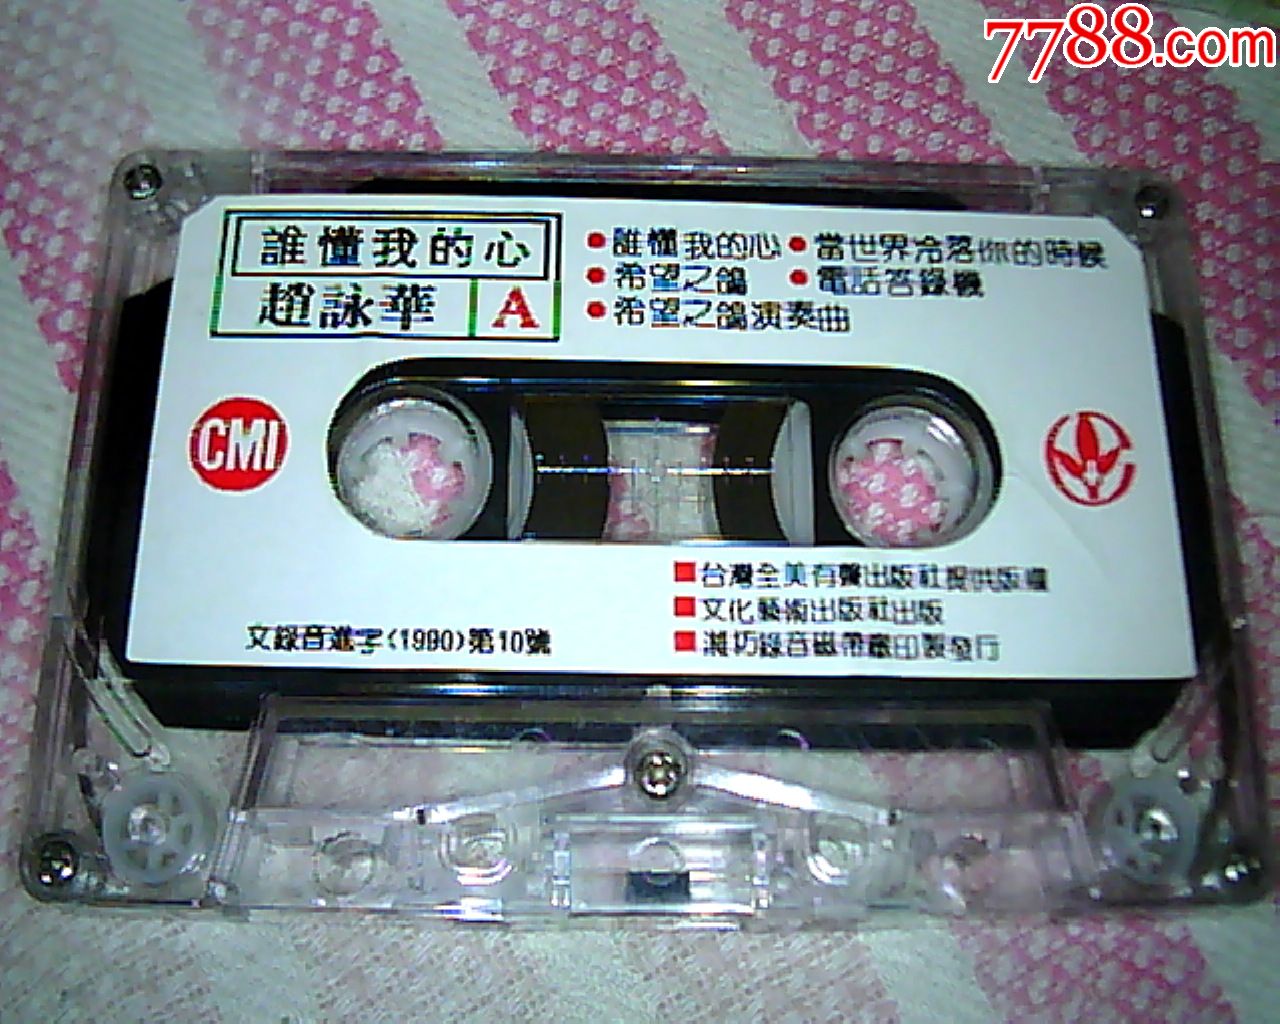 7788.com
誰懂我的心
趙詠華 A
●誰懂我的心 ●當世界冷落你的時候
●希望之鴿 ●電話答錄機
●希望之鴿演奏曲
CMI
■台灣全美有聲出版社提供版權
■文化藝術出版社出版
文錄音進字(1990)第10號
錄音磁帶廠印製發行